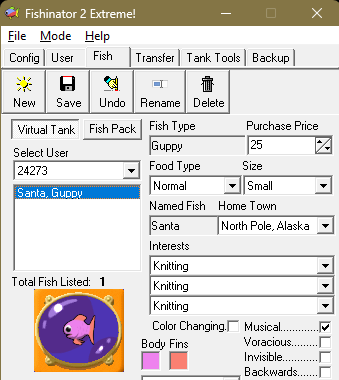 Fishinator 2 Extreme!
File Mode Help
Config User Fish Transfer Tank Tools Backup
New Save Undo Rename Delete
Virtual Tank Fish Pack
Fish Type Purchase Price
Guppy 25
Select User
24273
Food Type Size
Normal Small
Santa, Guppy
Named Fish Home Town
Santa North Pole, Alaska
Interests
Knitting
Knitting
Knitting
Total Fish Listed: 1
Color Changing. Musical..............
Body Fins Voracious...........
Invisible..............
Backwards........